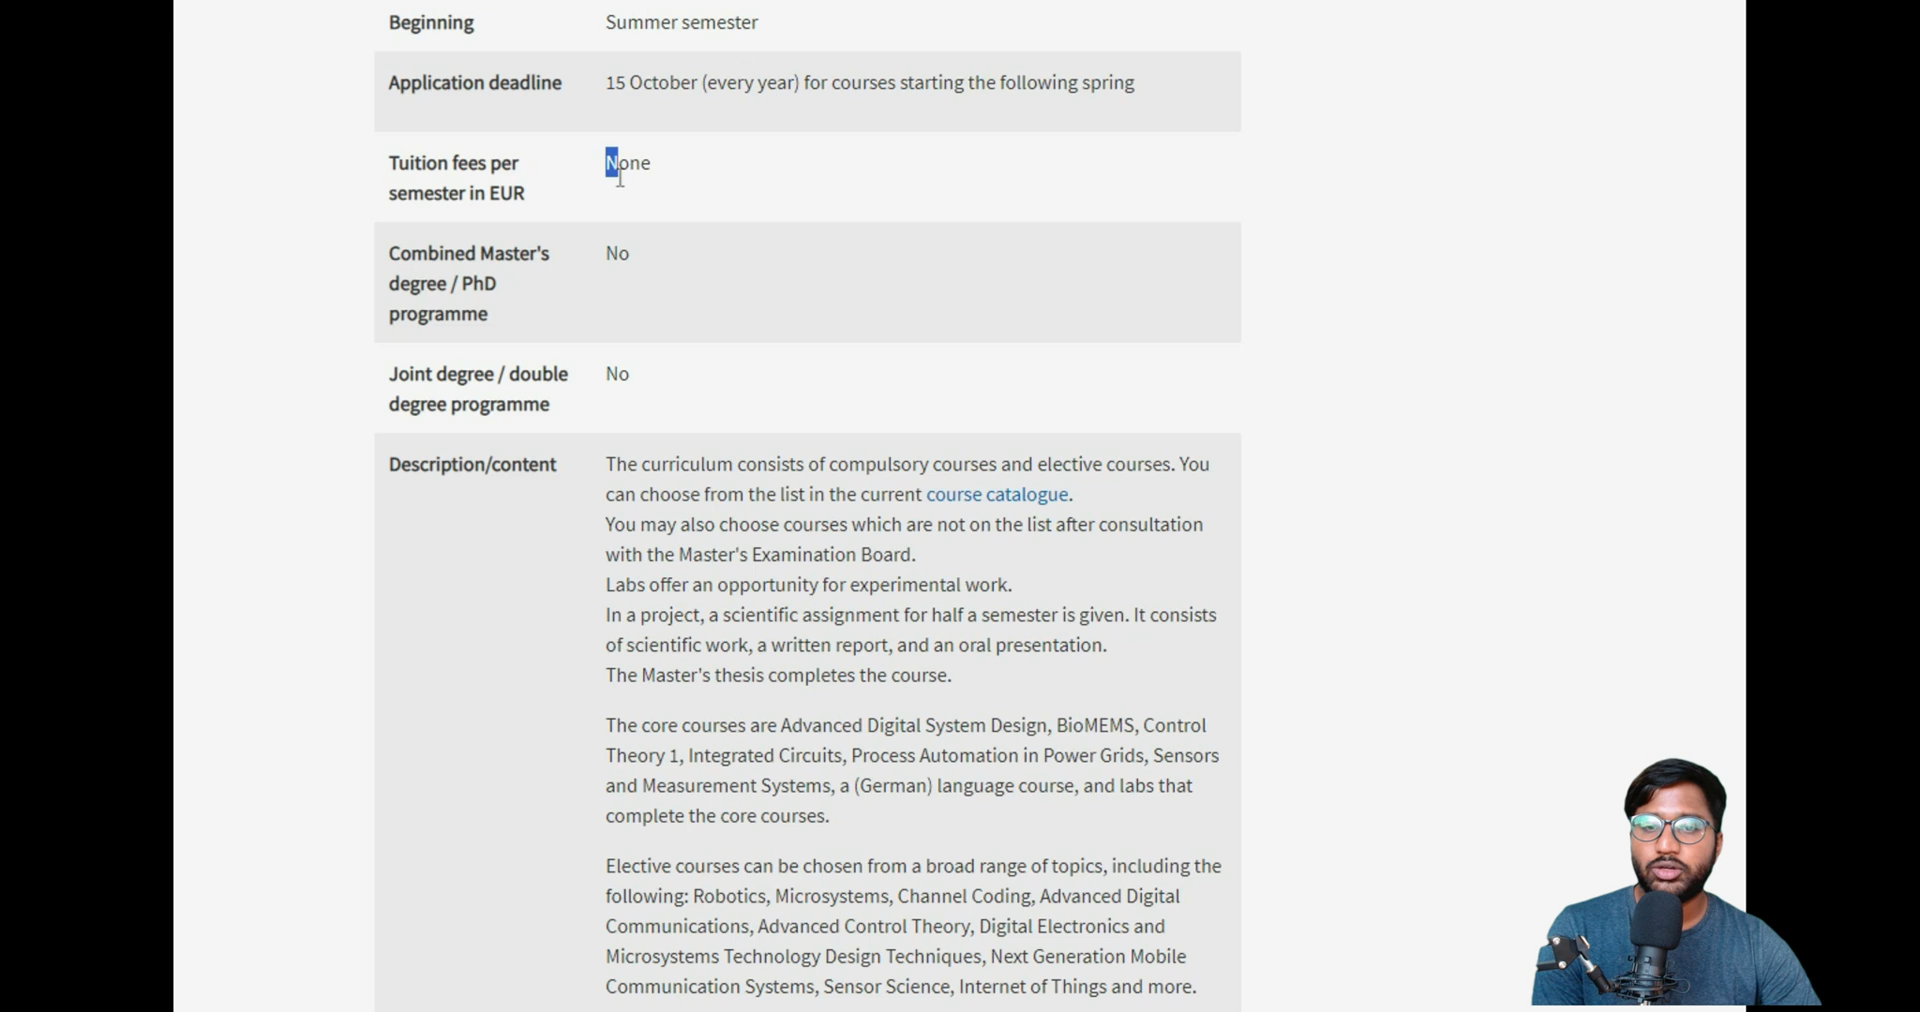 Beginning
Summer semester
Application deadline
15 October (every year) for courses starting the following spring
Tuition fees per
semester in EUR
None
Combined Master's
degree / PhD
programme
No
Joint degree / double
degree programme
No
Description/content
The curriculum consists of compulsory courses and elective courses. You
can choose from the list in the current course catalogue.
You may also choose courses which are not on the list after consultation
with the Master's Examination Board.
Labs offer an opportunity for experimental work.
In a project, a scientific assignment for half a semester is given. It consists
of scientific work, a written report, and an oral presentation.
The Master's thesis completes the course.
The core courses are Advanced Digital System Design, BioMEMS, Control
Theory 1, Integrated Circuits, Process Automation in Power Grids, Sensors
and Measurement Systems, a (German) language course, and labs that
complete the core courses.
Elective courses can be chosen from a broad range of topics, including the
following: Robotics, Microsystems, Channel Coding, Advanced Digital
Communications, Advanced Control Theory, Digital Electronics and
Microsystems Technology Design Techniques, Next Generation Mobile
Communication Systems, Sensor Science, Internet of Things and more.